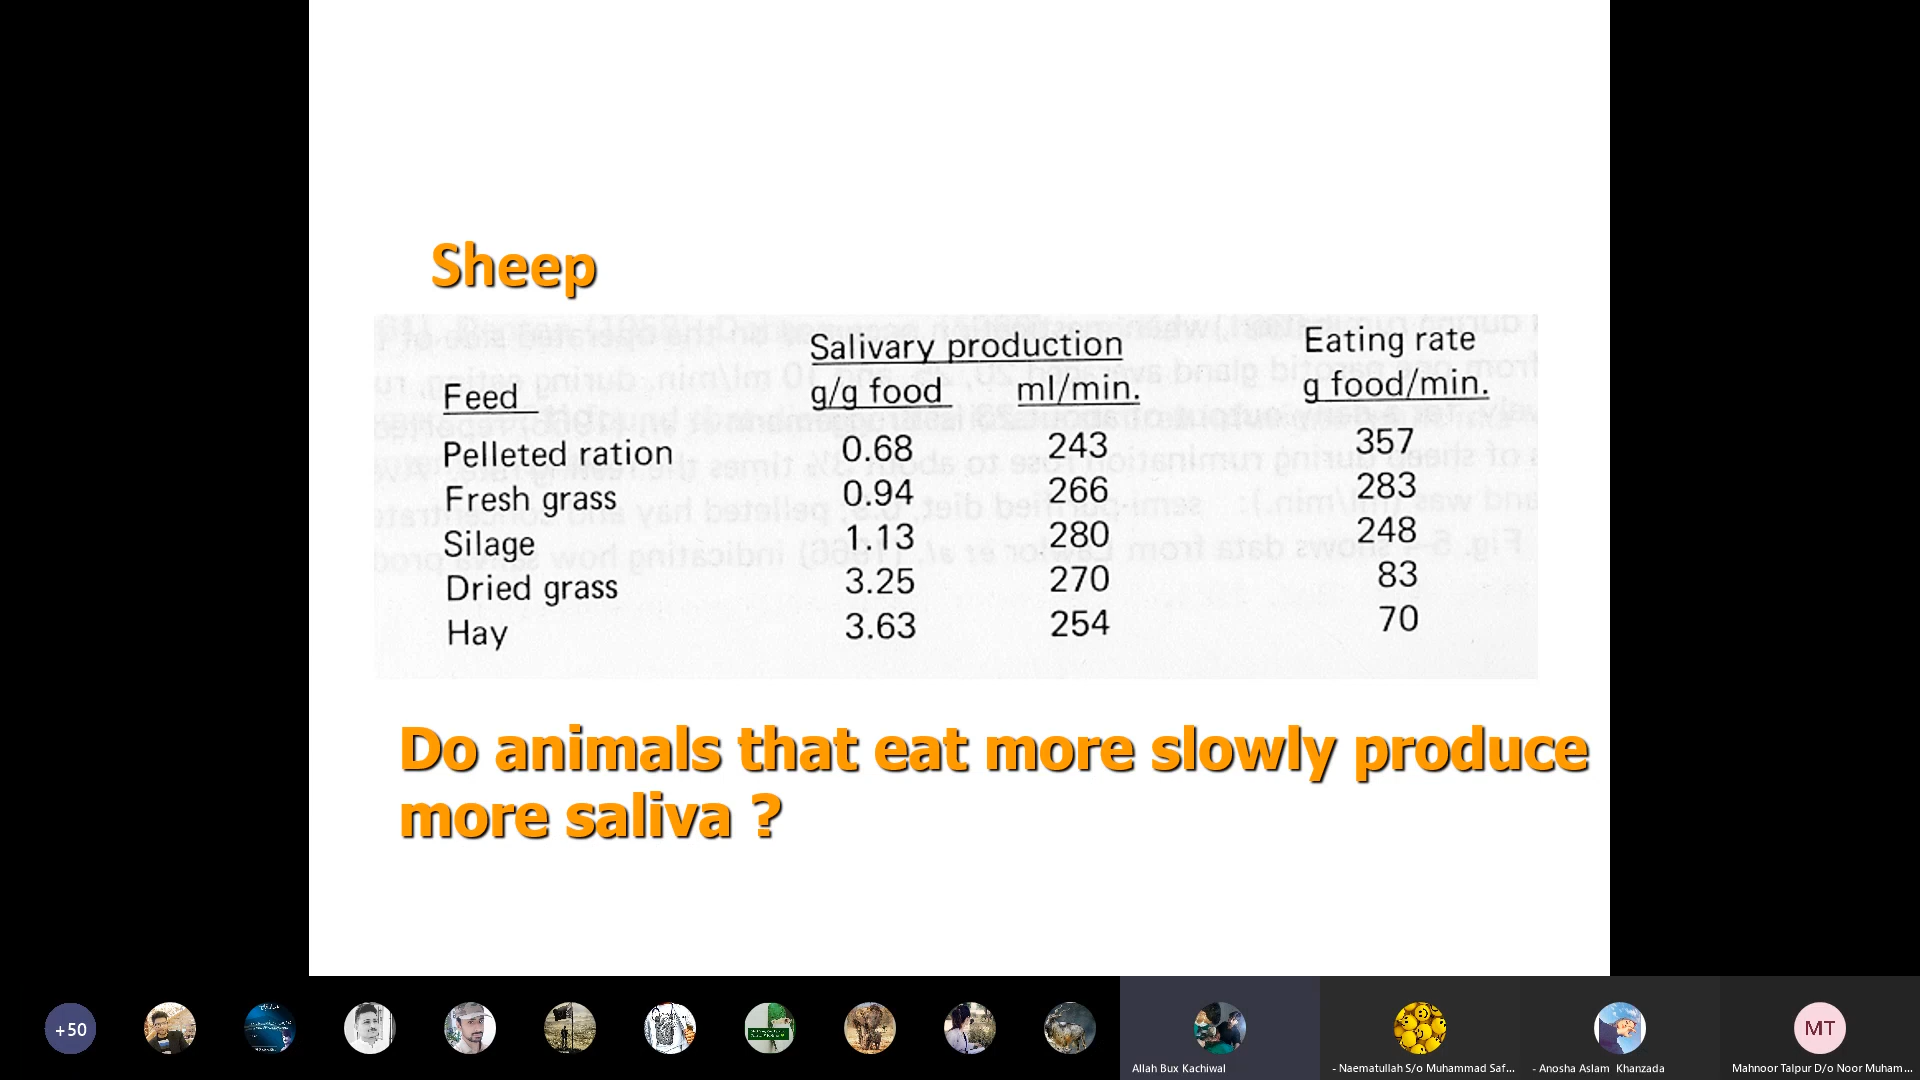 Sheep
Salivary production Eating rate
Feed g/g food ml/min. g food/min.
Pelleted ration 0.68 243 357
Fresh grass 0.94 266 283
Silage 1.13 280 248
Dried grass 3.25 270 83
Hay 3.63 254 70
Do animals that eat more slowly produce
more saliva ?
+50
MT
Allah Bux Kachiwal
- Naematullah S/o Muhammad Saf...
- Anosha Aslam Khanzada
Mahnoor Talpur D/o Noor Muham...